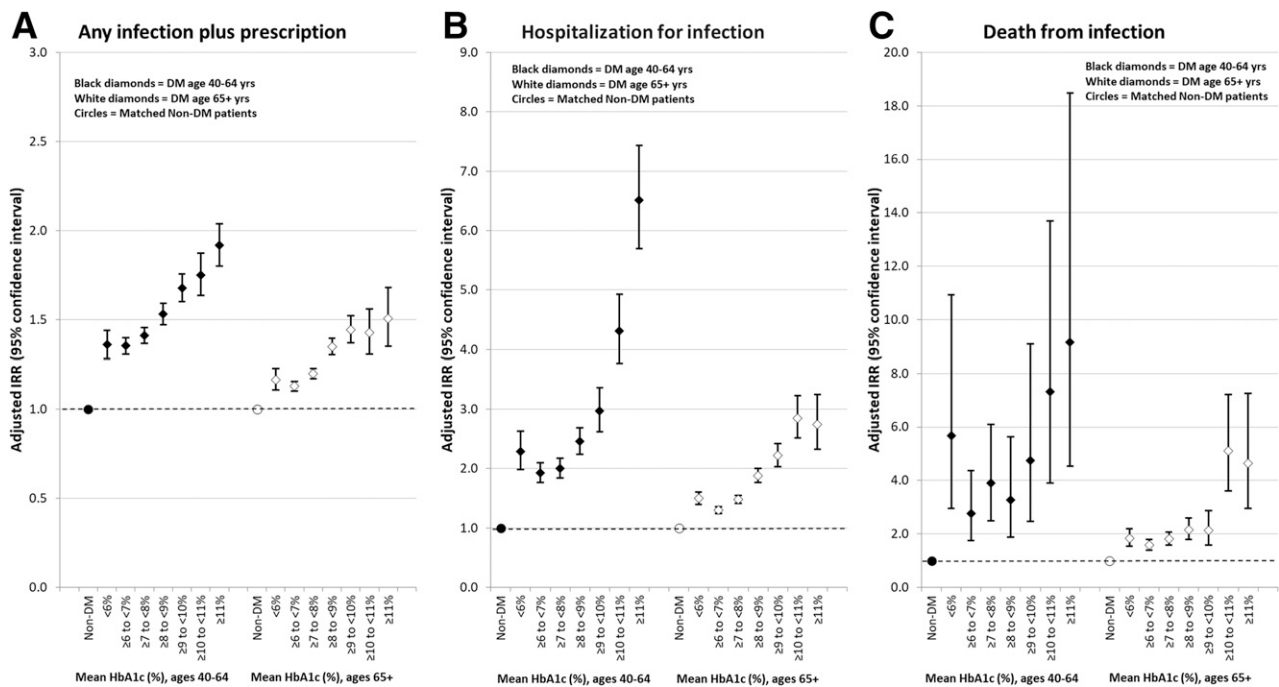 A
Any infection plus prescription
Adjusted IRR (95% confidence interval)
3.0
2.5
2.0
1.5
1.0
0.5
0.0
Black diamonds = DM age 40-64 yrs
White diamonds = DM age 65+ yrs
Circles = Matched Non-DM patients
Non-DM
<6%
≥6 to <7%
≥7 to <8%
≥8 to <9%
≥9 to <10%
≥10 to <11%
≥11%
Non-DM
<6%
≥6 to <7%
≥7 to <8%
≥8 to <9%
≥9 to <10%
≥10 to <11%
≥11%
Mean HbA1c (%), ages 40-64
Mean HbA1c (%), ages 65+
B
Hospitalization for infection
Adjusted IRR (95% confidence interval)
9.0
8.0
7.0
6.0
5.0
4.0
3.0
2.0
1.0
0.0
Black diamonds = DM age 40-64 yrs
White diamonds = DM age 65+ yrs
Circles = Matched Non-DM patients
Non-DM
<6%
≥6 to <7%
≥7 to <8%
≥8 to <9%
≥9 to <10%
≥10 to <11%
≥11%
Non-DM
<6%
≥6 to <7%
≥7 to <8%
≥8 to <9%
≥9 to <10%
≥10 to <11%
≥11%
Mean HbA1c (%), ages 40-64
Mean HbA1c (%), ages 65+
C
Death from infection
Adjusted IRR (95% confidence interval)
20.0
18.0
16.0
14.0
12.0
10.0
8.0
6.0
4.0
2.0
0.0
Black diamonds = DM age 40-64 yrs
White diamonds = DM age 65+ yrs
Circles = Matched Non-DM patients
Non-DM
<6%
≥6 to <7%
≥7 to <8%
≥8 to <9%
≥9 to <10%
≥10 to <11%
≥11%
Non-DM
<6%
≥6 to <7%
≥7 to <8%
≥8 to <9%
≥9 to <10%
≥10 to <11%
≥11%
Mean HbA1c (%), ages 40-64
Mean HbA1c (%), ages 65+